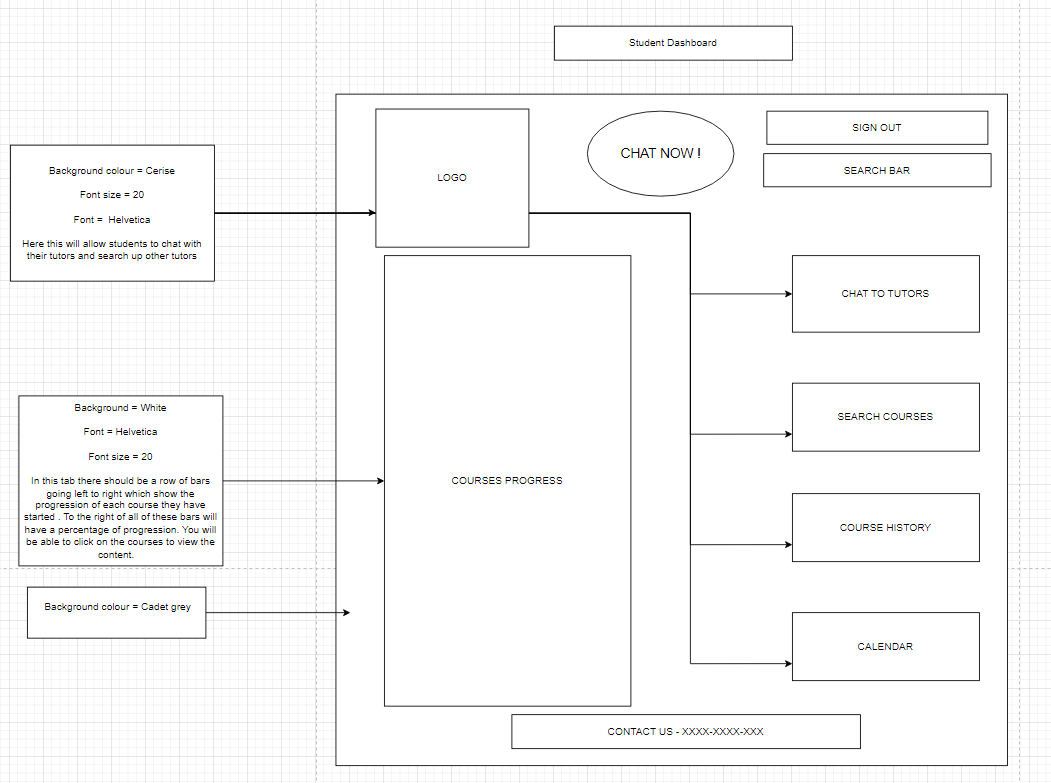 Student Dashboard
LOGO
CHAT NOW !
SIGN OUT
SEARCH BAR
Background colour = Cerise
Font size = 20
Font = Helvetica
Here this will allow students to chat with
their tutors and search up other tutors
CHAT TO TUTORS
SEARCH COURSES
Background = White
Font = Helvetica
Font size = 20
In this tab there should be a row of bars
going left to right which show the
progression of each course they have
started . To the right of all of these bars will
have a percentage of progression. You will
be able to click on the courses to view the
content.
COURSES PROGRESS
COURSE HISTORY
Background colour = Cadet grey
CALENDAR
CONTACT US - XXXX-XXXX-XXX